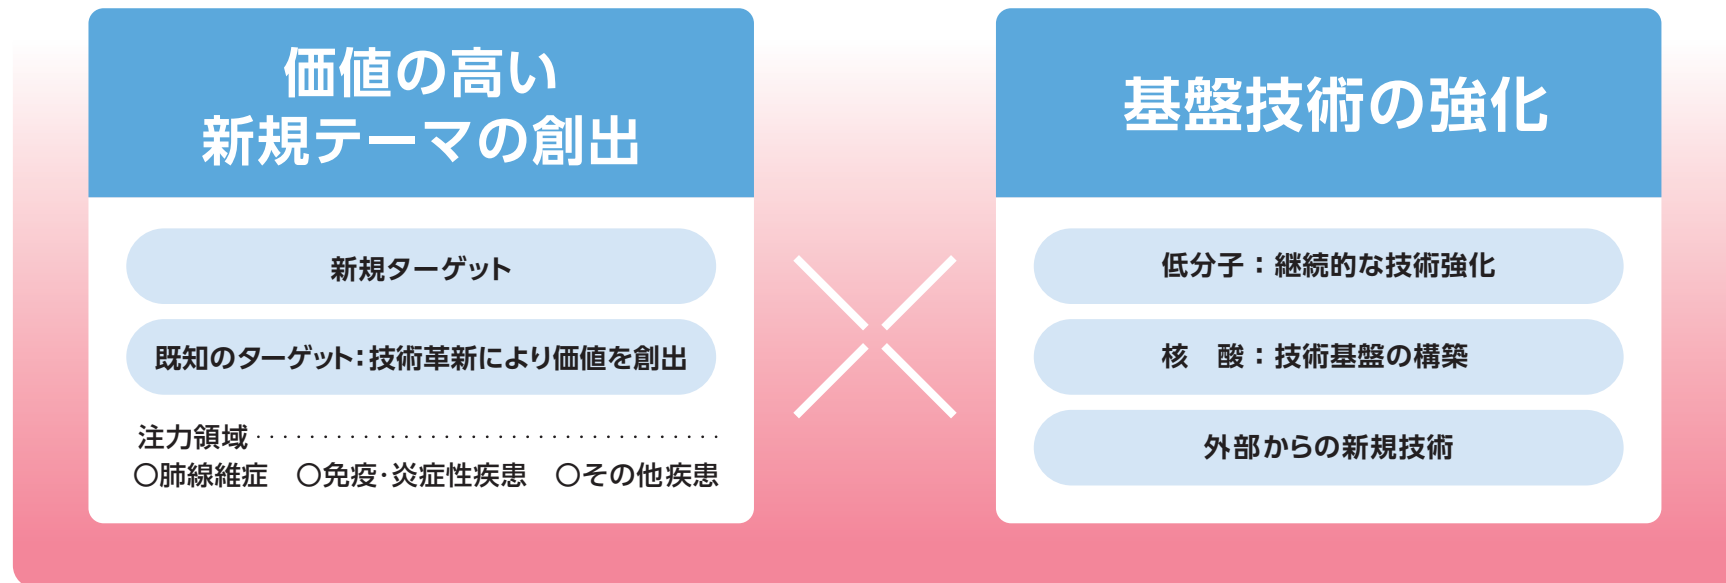 価値の高い
新規テーマの創出
新規ターゲット
既知のターゲット：技術革新により価値を創出
注力領域
〇肺線維症　〇免疫・炎症性疾患　〇その他疾患
基盤技術の強化
低分子：継続的な技術強化
核　酸：技術基盤の構築
外部からの新規技術